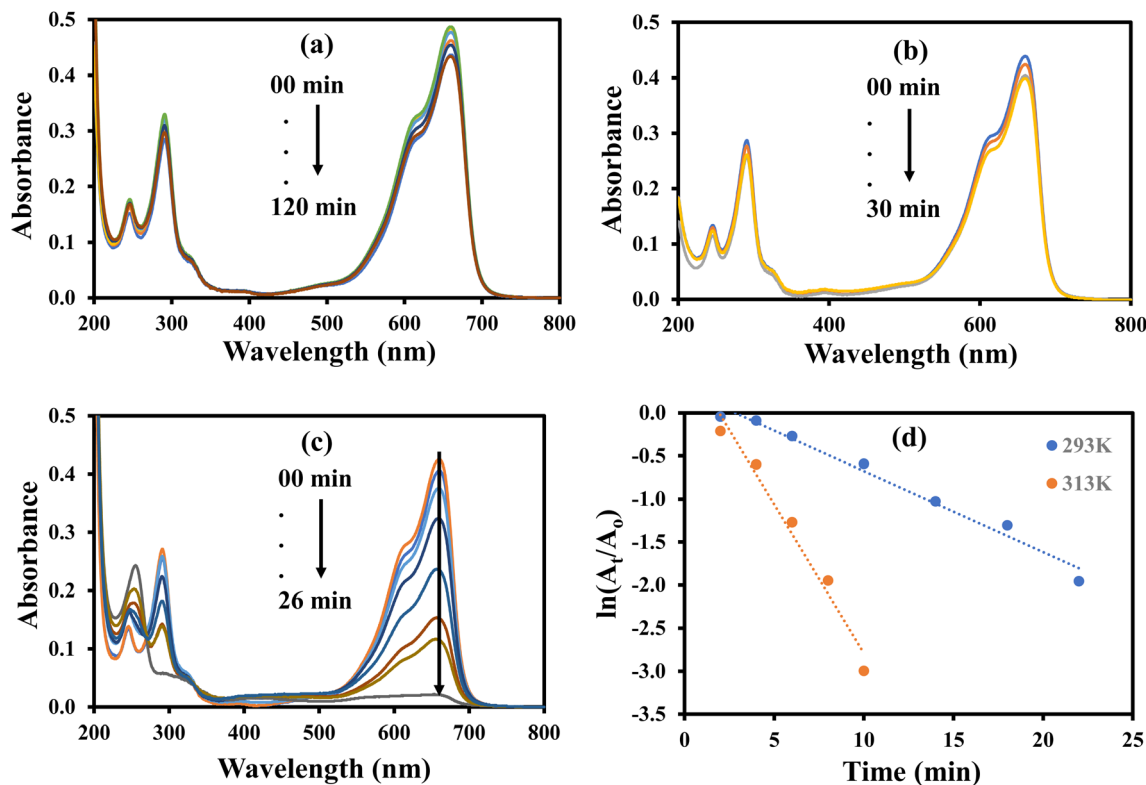 (a)
00 min
.
.
.
120 min
Absorbance
0.5
0.4
0.3
0.2
0.1
0.0
200 300 400 500 600 700 800
Wavelength (nm)
(b)
00 min
.
.
.
30 min
Absorbance
0.5
0.4
0.3
0.2
0.1
0.0
200 400 600 800
Wavelength (nm)
(c)
00 min
.
.
.
26 min
Absorbance
0.5
0.4
0.3
0.2
0.1
0.0
200 300 400 500 600 700 800
Wavelength (nm)
(d)
293K
313K
ln(At/Ao)
0.0
-0.5
-1.0
-1.5
-2.0
-2.5
-3.0
-3.5
0 5 10 15 20 25
Time (min)